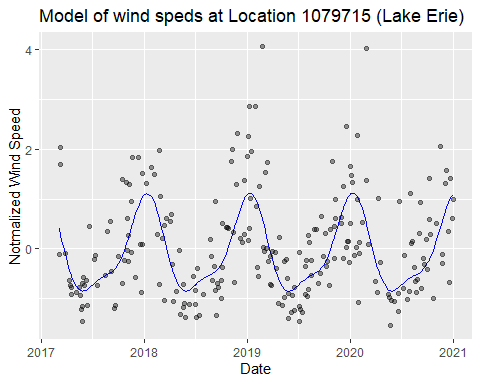 Model of wind speds at Location 1079715 (Lake Erie)
Notmalized Wind Speed
4
2
0
2017
2018
2019
2020
2021
Date